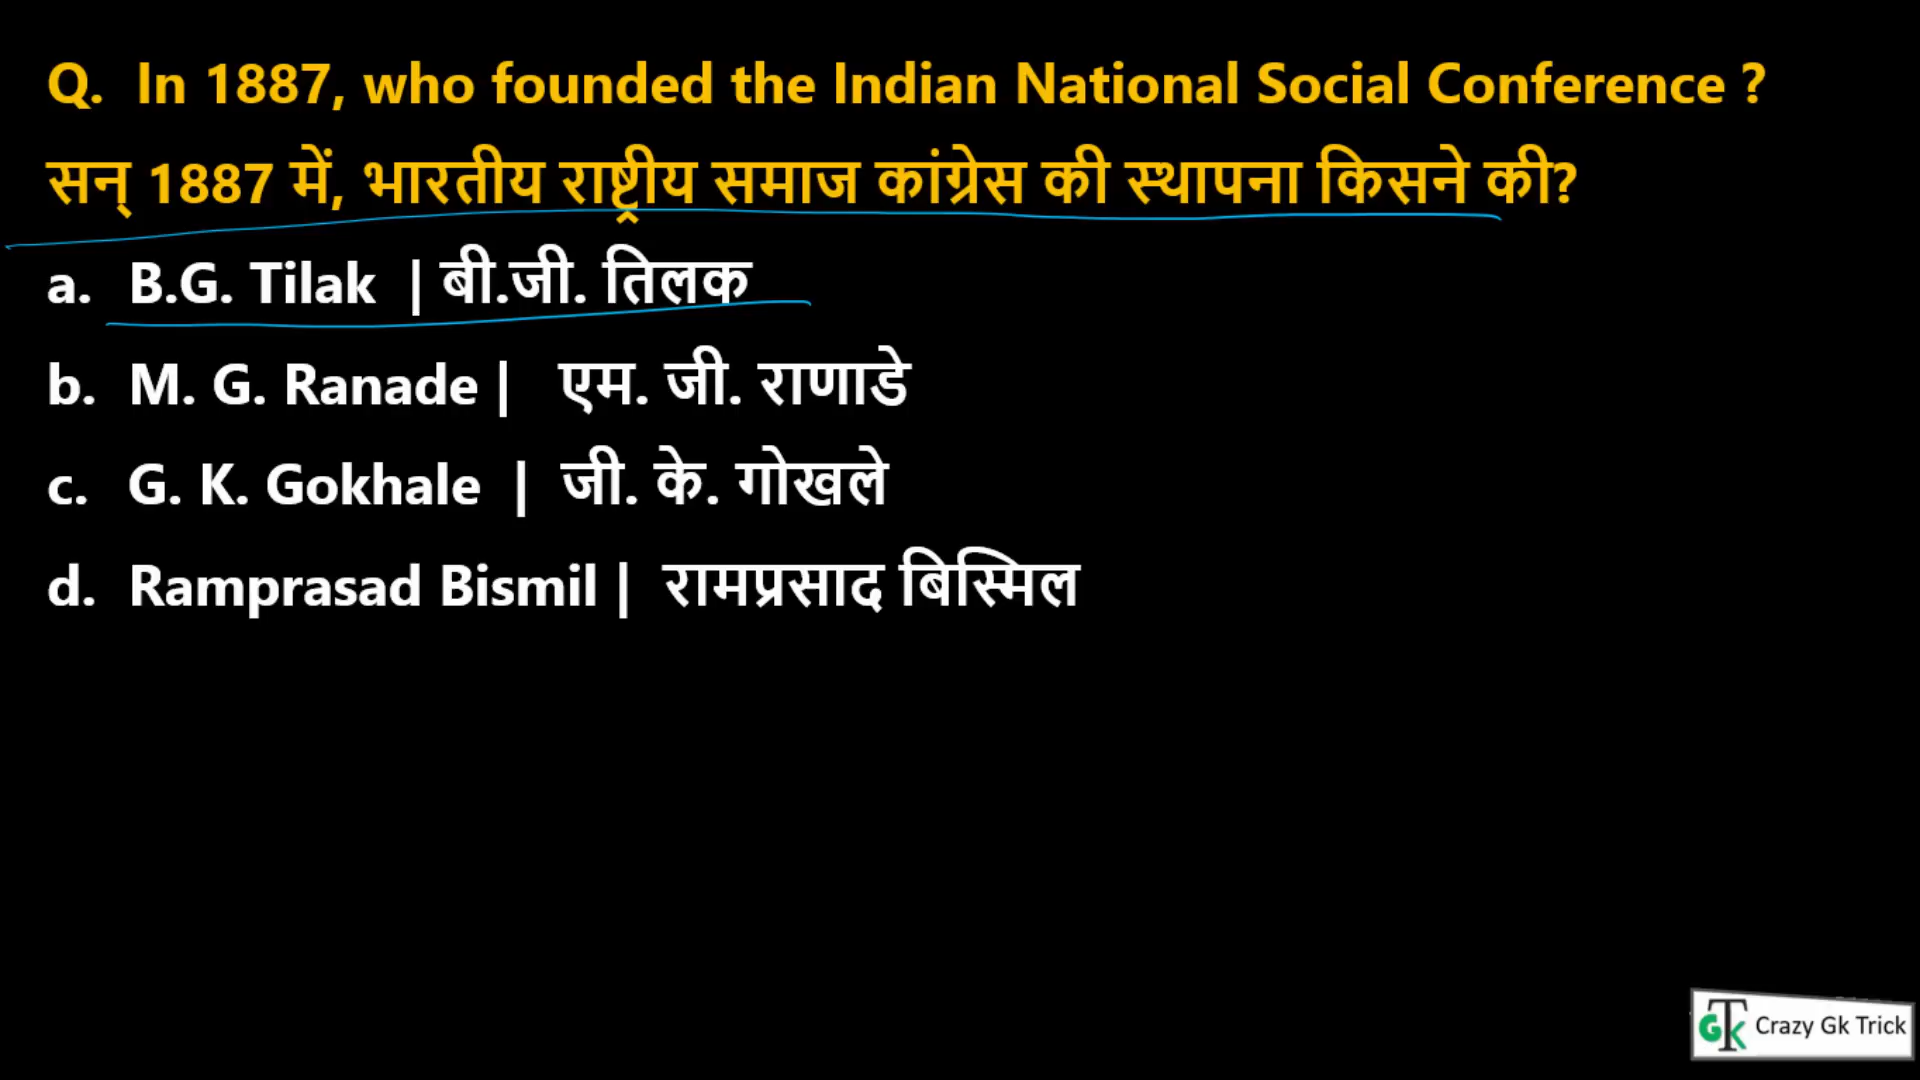 Q. In 1887, who founded the Indian National Social Conference ?
सन् 1887 में, भारतीय राष्ट्रीय समाज कांग्रेस की स्थापना किसने की?
a. B.G. Tilak | बी.जी. तिलक
b. M. G. Ranade | एम. जी. राणाडे
c. G. K. Gokhale | जी. के. गोखले
d. Ramprasad Bismil | रामप्रसाद बिस्मिल
GTK Crazy Gk Trick